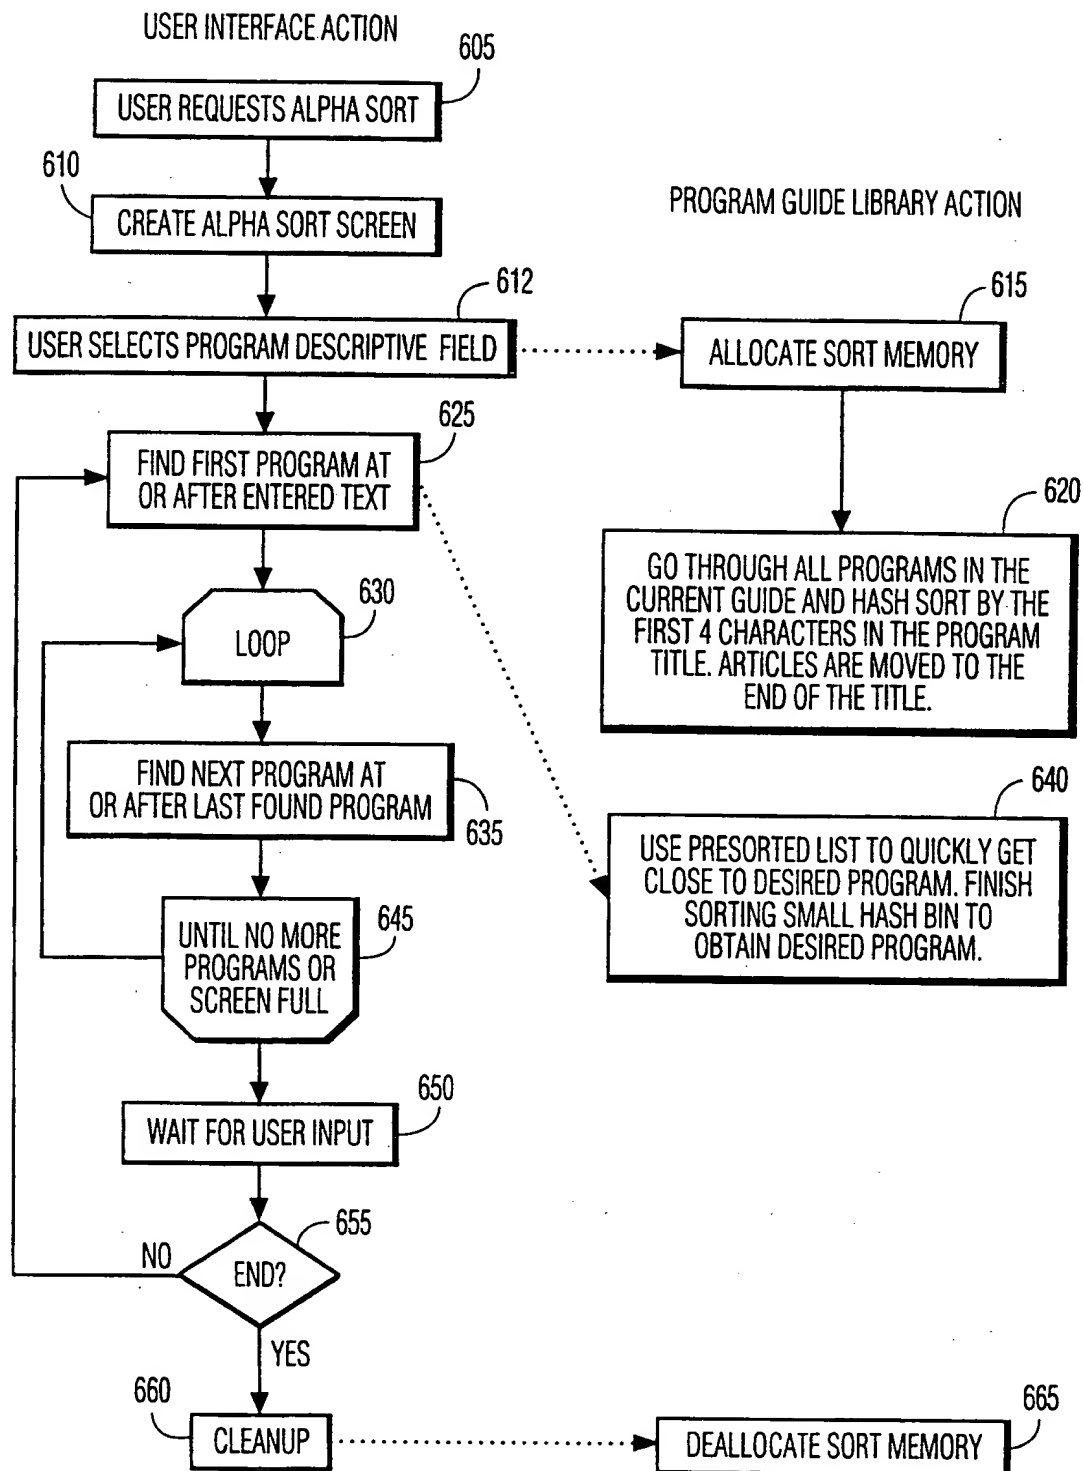 USER INTERFACE ACTION
605
USER REQUESTS ALPHA SORT
610
CREATE ALPHA SORT SCREEN
PROGRAM GUIDE LIBRARY ACTION
612
USER SELECTS PROGRAM DESCRIPTIVE FIELD
615
ALLOCATE SORT MEMORY
625
FIND FIRST PROGRAM AT
OR AFTER ENTERED TEXT
620
GO THROUGH ALL PROGRAMS IN THE
CURRENT GUIDE AND HASH SORT BY THE
FIRST 4 CHARACTERS IN THE PROGRAM
TITLE. ARTICLES ARE MOVED TO THE
END OF THE TITLE.
630
LOOP
FIND NEXT PROGRAM AT
OR AFTER LAST FOUND PROGRAM
635
640
USE PRESORTED LIST TO QUICKLY GET
CLOSE TO DESIRED PROGRAM. FINISH
SORTING SMALL HASH BIN TO
OBTAIN DESIRED PROGRAM.
645
UNTIL NO MORE
PROGRAMS OR
SCREEN FULL
650
WAIT FOR USER INPUT
655
NO
END?
YES
660
CLEANUP
665
DEALLOCATE SORT MEMORY